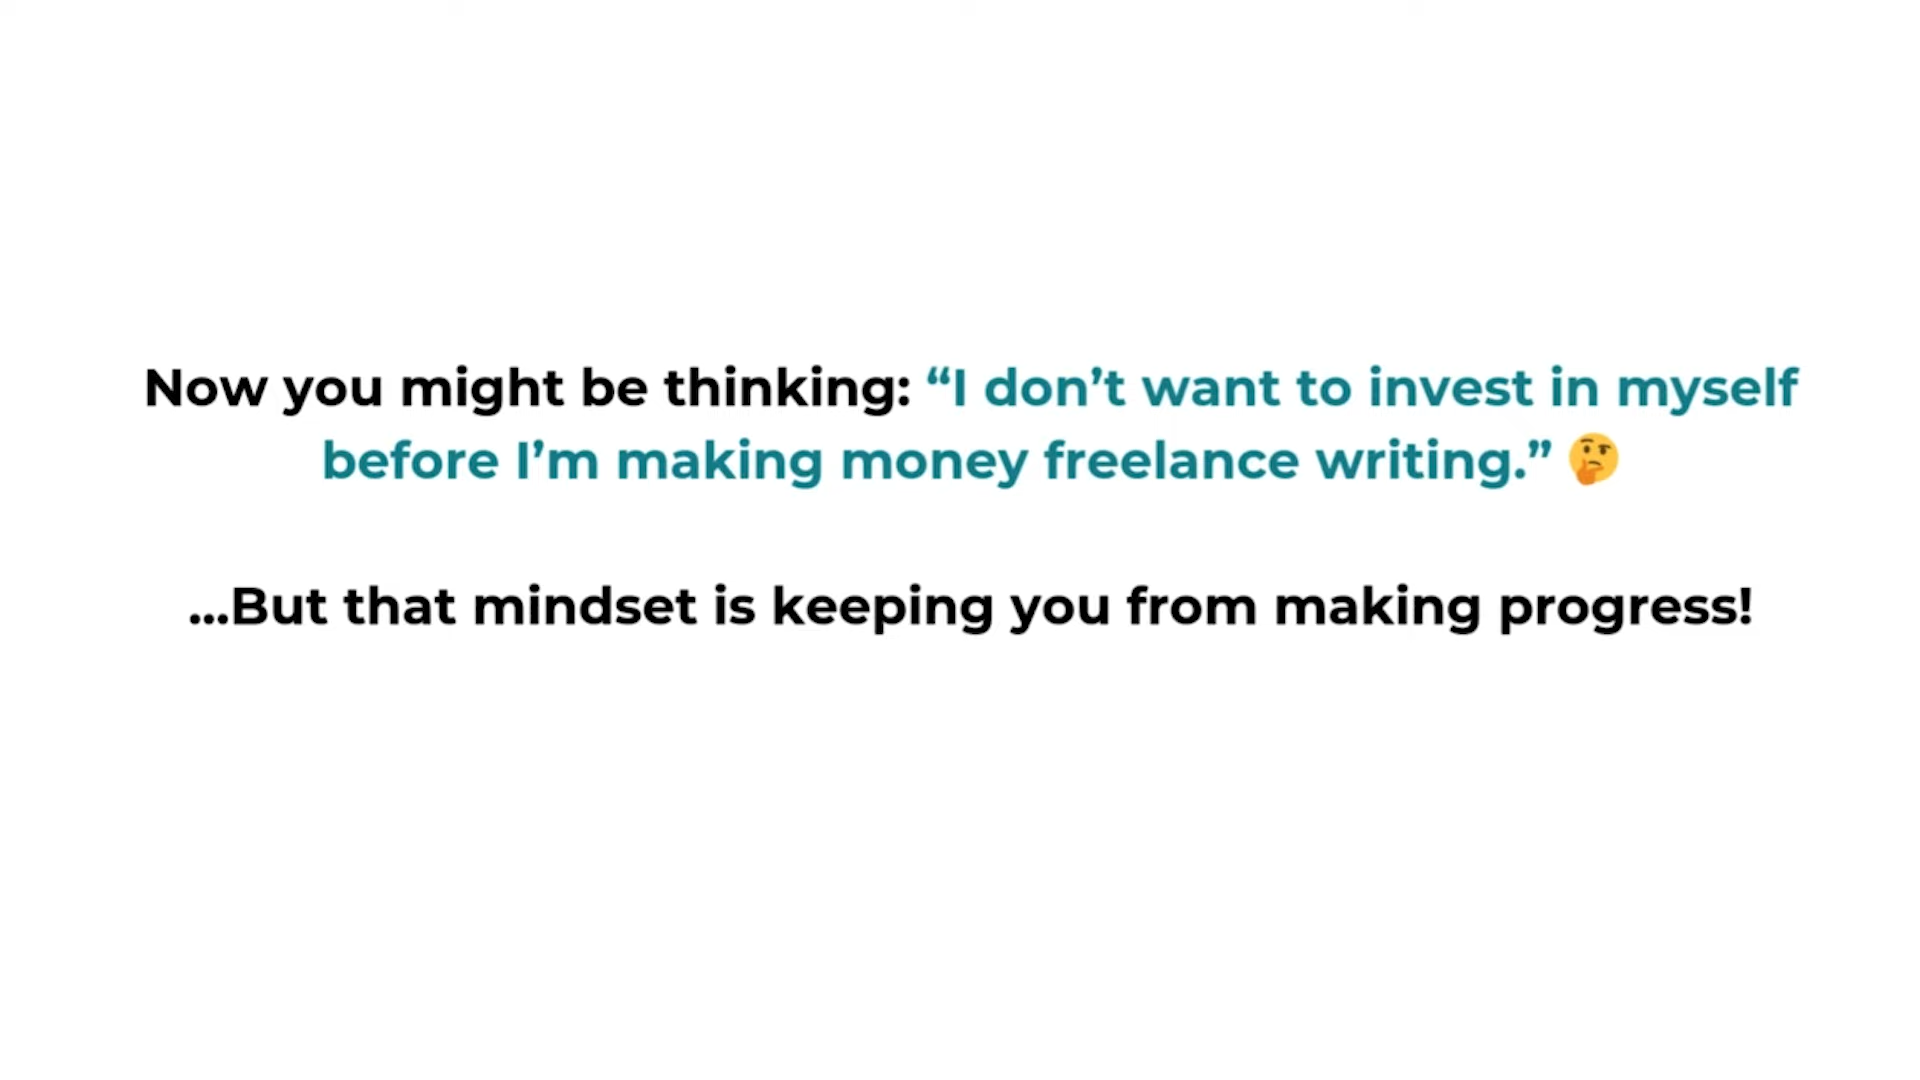 Now you might be thinking: “I don’t want to invest in myself
before I’m making money freelance writing.” 🤔
...But that mindset is keeping you from making progress!